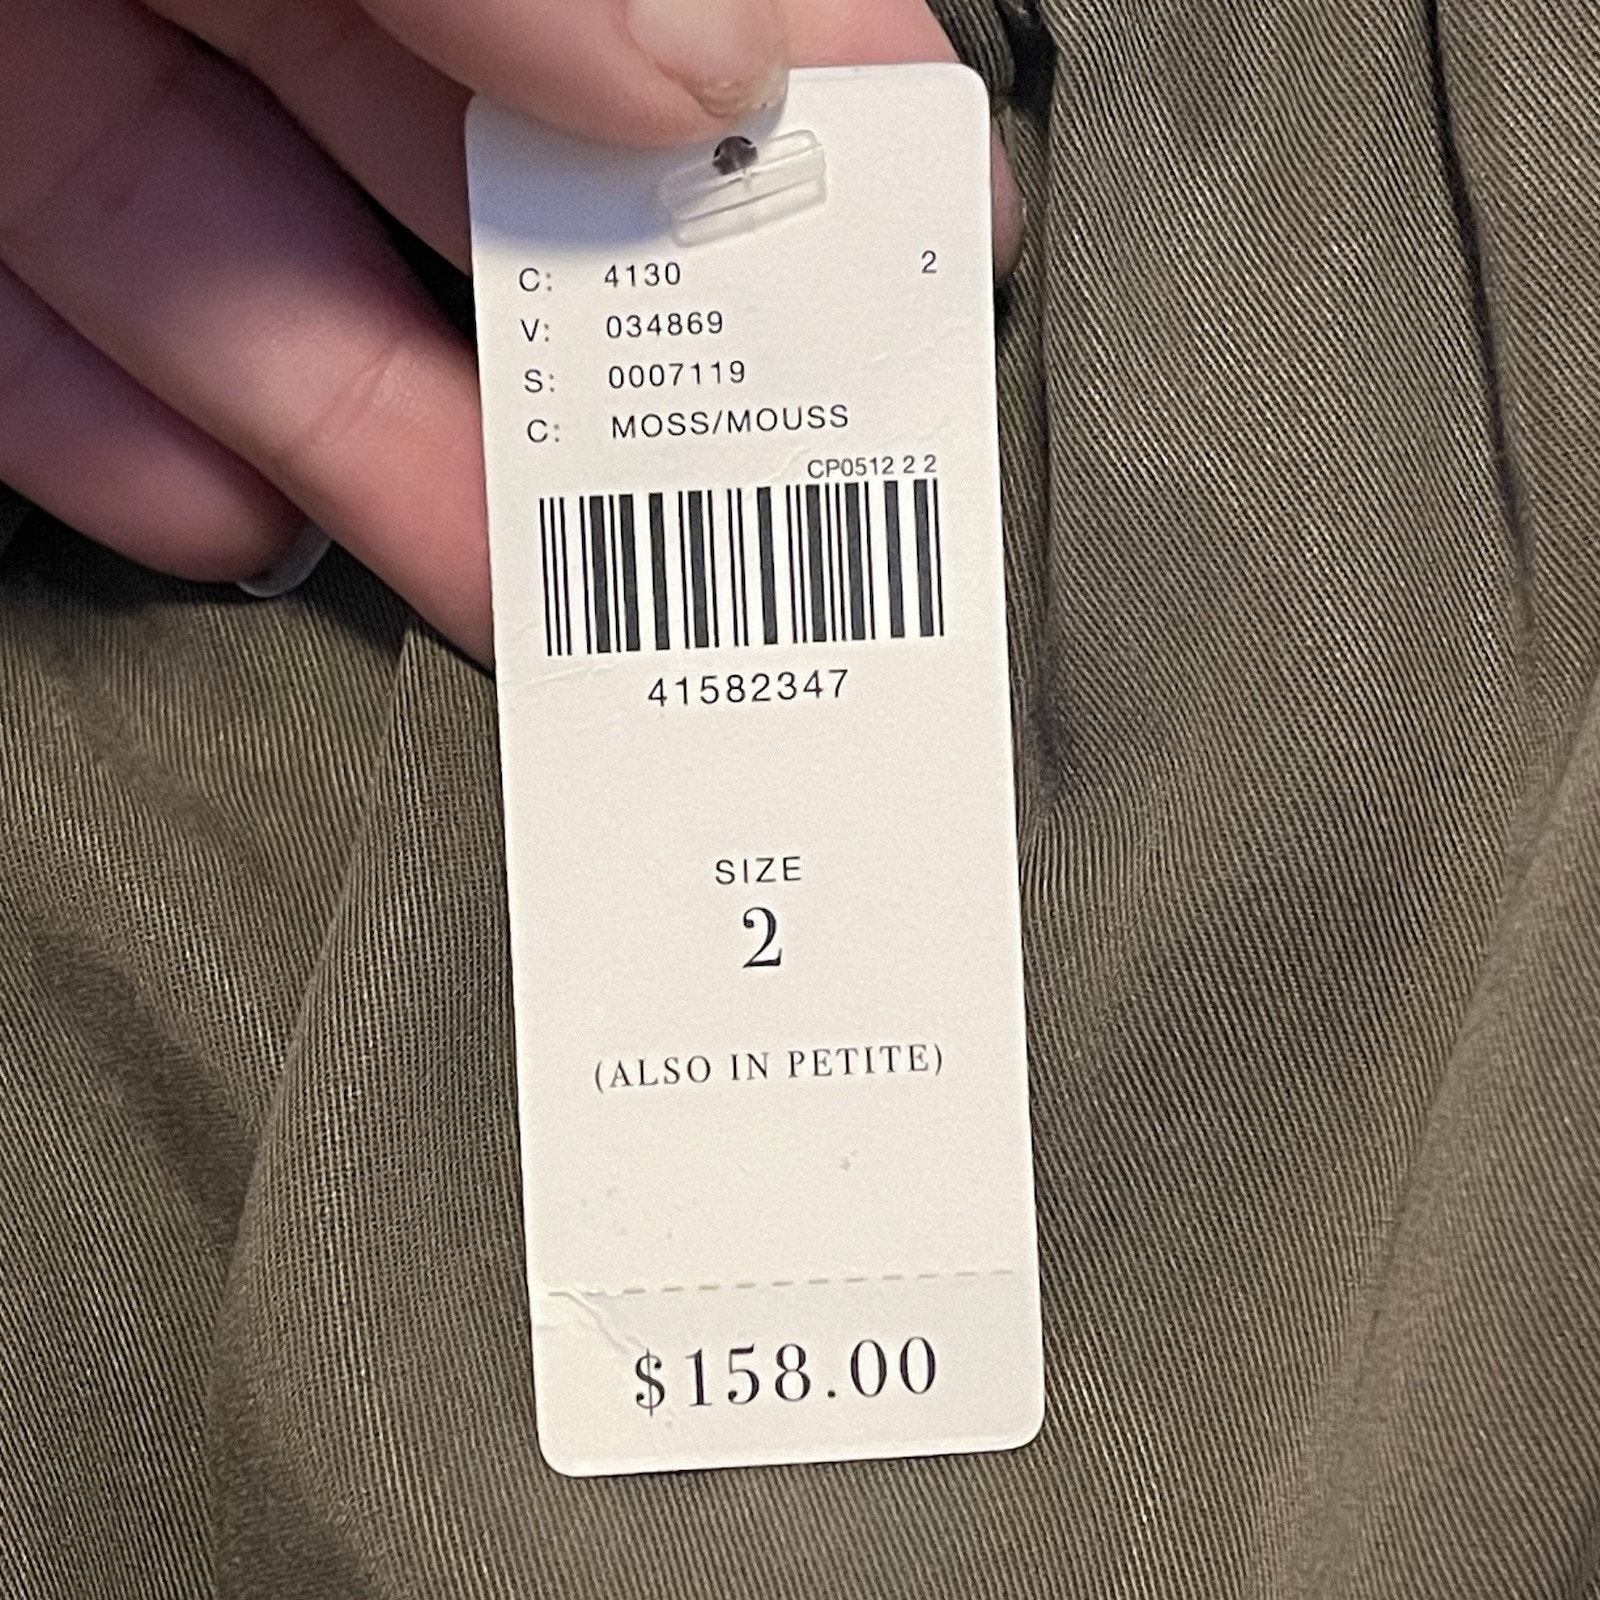 C: 4130 2
V: 034869
S: 0007119
C: MOSS/MOUSS
CP0512 2 2
41582347
SIZE
2
(ALSO IN PETITE)
$158.00